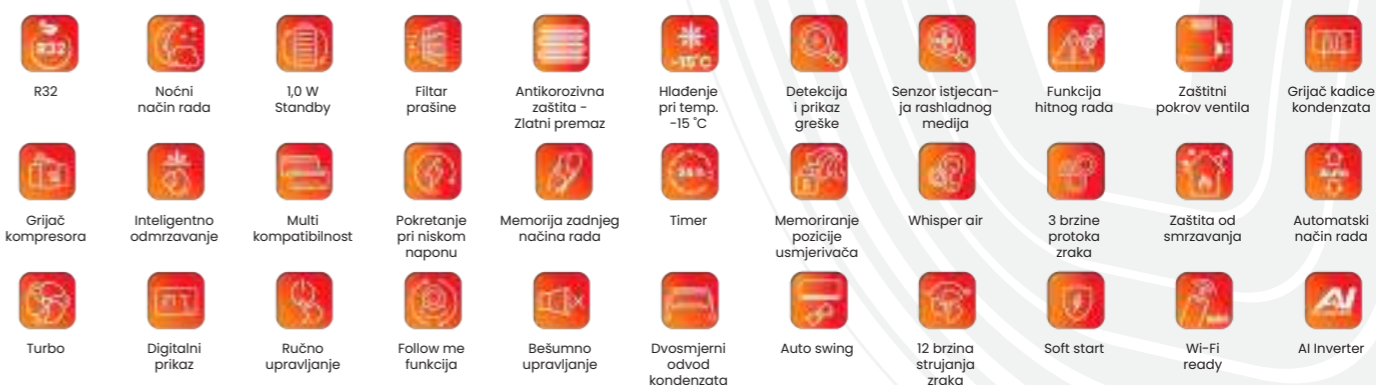 R32
R32
Noćni
način rada
1,0 W
Standby
Filtar
prašine
Antikorozivna
zaštita -
Zlatni premaz
-15°C
Hlađenje
pri temp.
-15 °C
Detekcija
i prikaz
greške
Senzor istjecan-
ja rashladnog
medija
Funkcija
hitnog rada
Zaštitni
pokrov ventila
Grijač kadice
kondenzata
Grijač
kompresora
Inteligentno
odmrzavanje
Multi
kompatibilnost
Pokretanje
pri niskom
naponu
Memorija zadnjeg
načina rada
Timer
Memoriranje
pozicije
usmjerivača
Whisper air
3 brzine
protoka
zraka
Zaštita od
smrzavanja
Auto
Automatski
način rada
Turbo
Digitalni
prikaz
Ručno
upravljanje
Follow me
funkcija
Bešumno
upravljanje
Dvosmjerni
odvod
kondenzata
Auto swing
12 brzina
strujanja
zraka
Soft start
Wi-Fi
ready
AI
AI Inverter